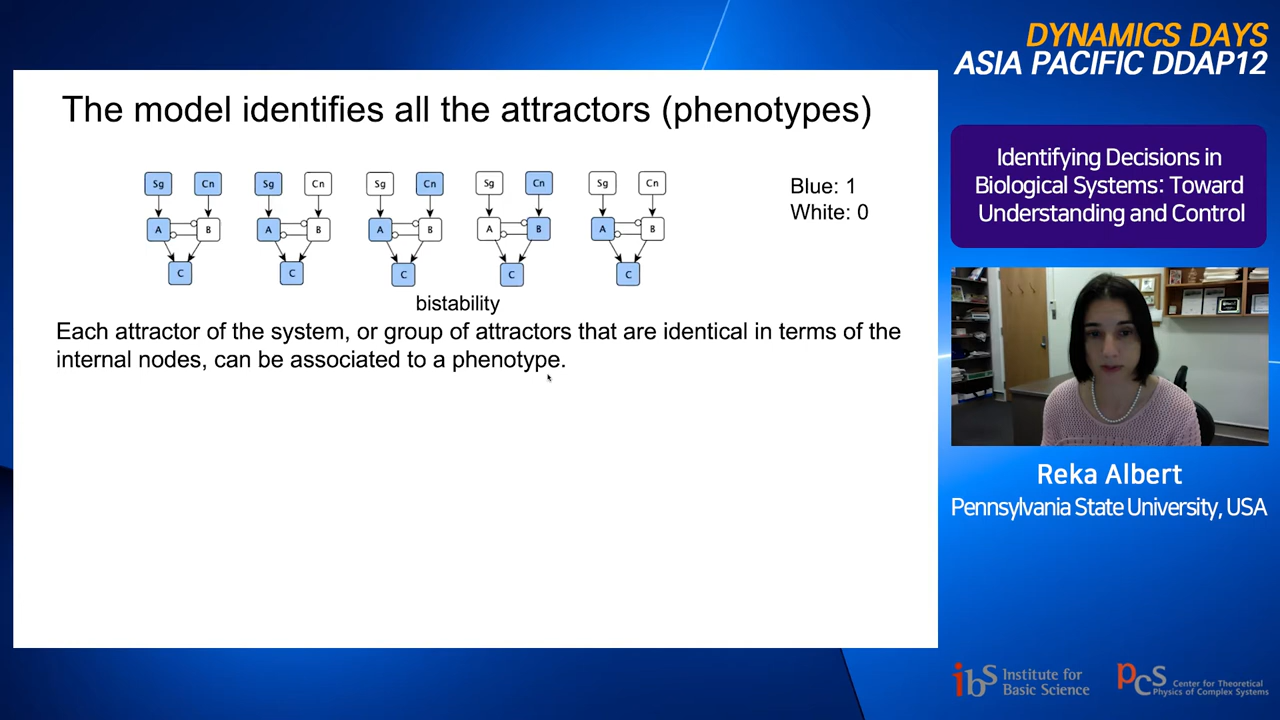 DYNAMICS DAYS
ASIA PACIFIC DDAP12
The model identifies all the attractors (phenotypes)
Sg Cn Sg Cn Sg Cn Sg Cn Sg Cn
A B A B A B A B A B
C C C C C
Blue: 1
White: 0
bistability
Each attractor of the system, or group of attractors that are identical in terms of the
internal nodes, can be associated to a phenotype.
Identifying Decisions in
Biological Systems: Toward
Understanding and Control
Reka Albert
Pennsylvania State University, USA
ibS Institute for
Basic Science
PCS Center for Theoretical
Physics of Complex Systems